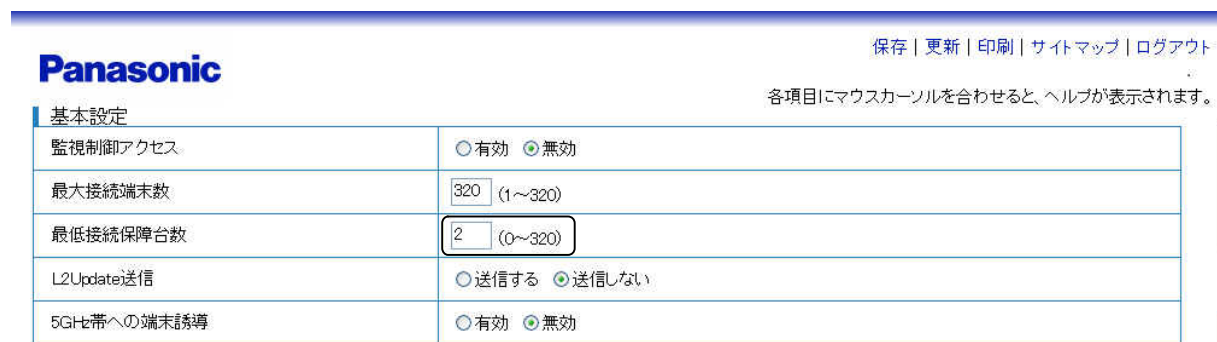 保存 | 更新 | 印刷 | サイトマップ | ログアウト
Panasonic
各項目にマウスカーソルを合わせると、ヘルプが表示されます。
基本設定
監視制御アクセス 有効 無効
最大接続端末数 320 (1～320)
最低接続保障台数 2 (0～320)
L2Update送信 送信する 送信しない
5GHz帯への端末誘導 有効 無効